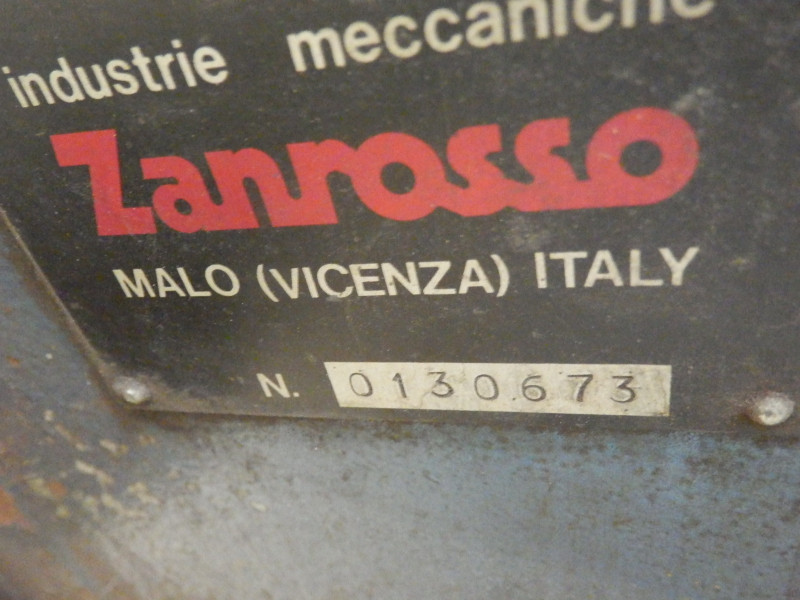 industrie meccaniche
Zanrosso
MALO (VICENZA) ITALY
N. 0130673